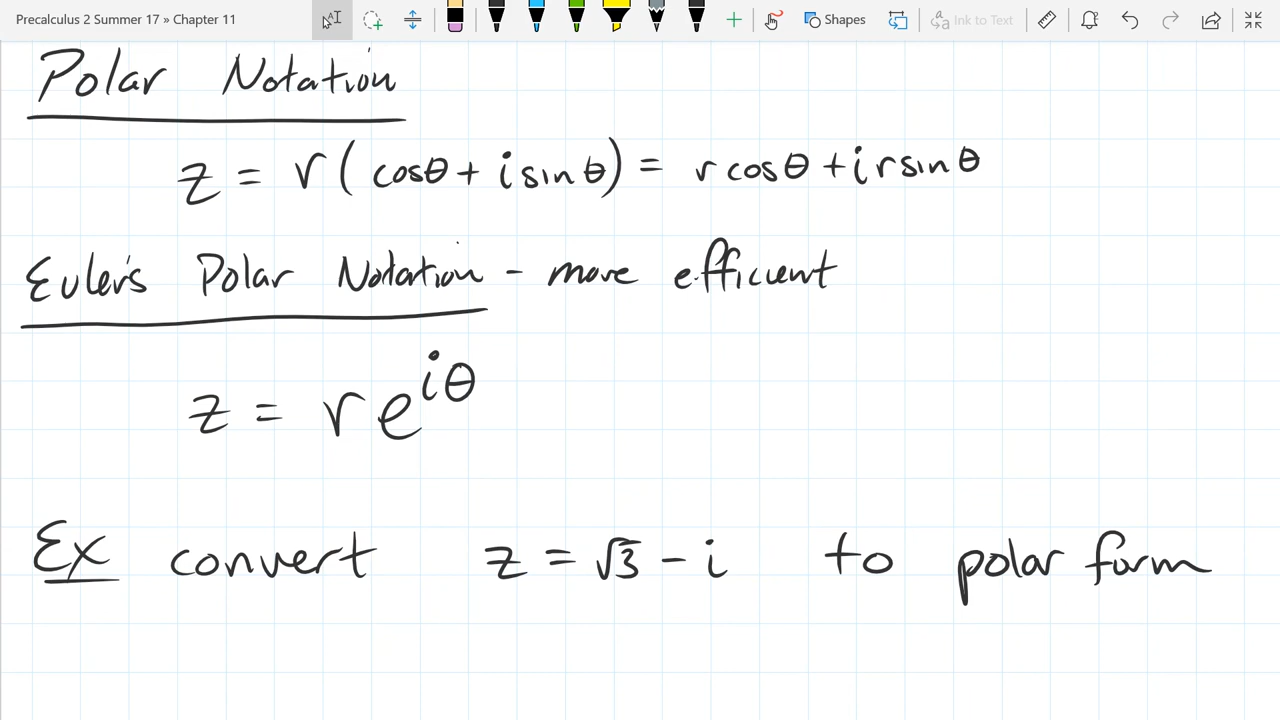 Precalculus 2 Summer 17 » Chapter 11
Shapes
Ink to Text
Polar Notation
z = r(cosθ + i sinθ) = r cosθ + i r sinθ
Euler's Polar Notation - more efficient
z = re^{iθ}
Ex convert z = √3 - i to polar form